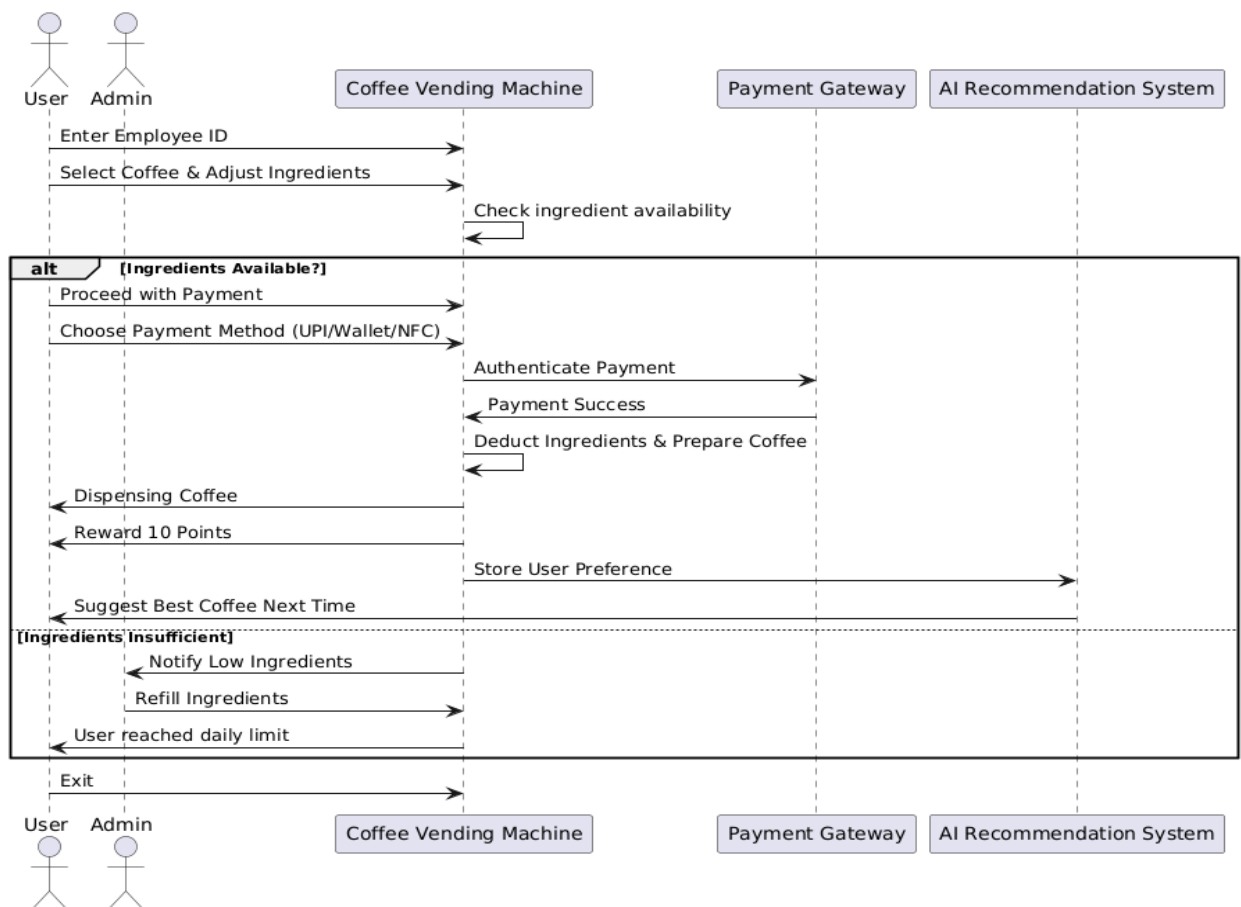 User Admin
Coffee Vending Machine Payment Gateway AI Recommendation System
Enter Employee ID
Select Coffee & Adjust Ingredients
Check ingredient availability
alt [Ingredients Available?]
Proceed with Payment
Choose Payment Method (UPI/Wallet/NFC)
Authenticate Payment
Payment Success
Deduct Ingredients & Prepare Coffee
Dispensing Coffee
Reward 10 Points
Store User Preference
Suggest Best Coffee Next Time
[Ingredients Insufficient]
Notify Low Ingredients
Refill Ingredients
User reached daily limit
Exit
User Admin
Coffee Vending Machine Payment Gateway AI Recommendation System